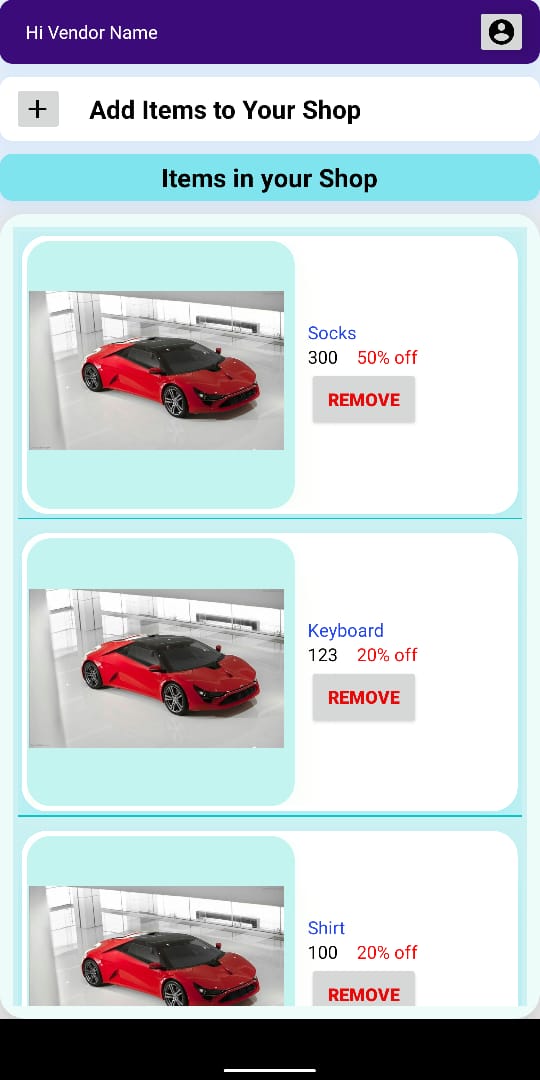 Hi Vendor Name
Add Items to Your Shop
Items in your Shop
Socks
300 50% off
REMOVE
Keyboard
123 20% off
REMOVE
Shirt
100 20% off
REMOVE